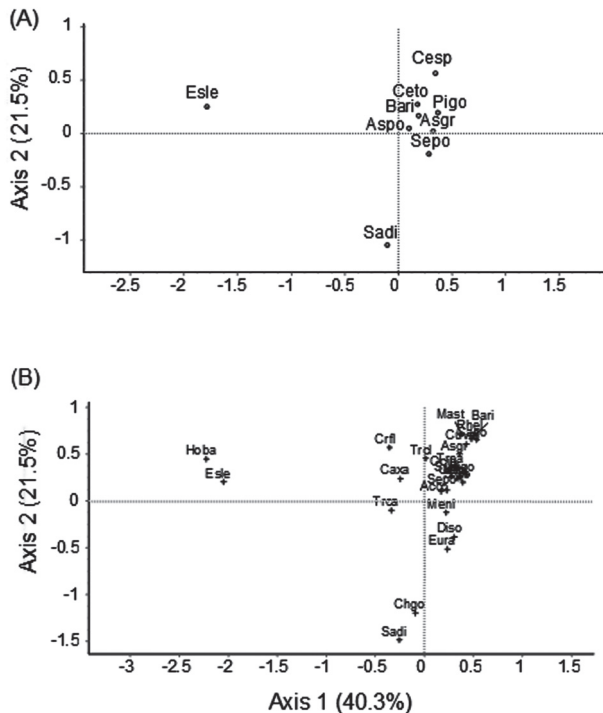 (A)
Axis 2 (21.5%)
1
0.5
0
-0.5
-1
Cesp
Esle
Ceto
Bari
Pigo
Aspo
Asgr
Sepo
Sadi
-2.5 -2 -1.5 -1 -0.5 0 0.5 1 1.5
(B)
Axis 2 (21.5%)
1
0.5
0
-0.5
-1
-1.5
Mast
Bari
Rhel
Crfl
Trcl
Asgr
Hoba
Esle
Caxa
Trca
Meni
Diso
Eura
Chgo
Sadi
-3 -2.5 -2 -1.5 -1 -0.5 0 0.5 1 1.5
Axis 1 (40.3%)